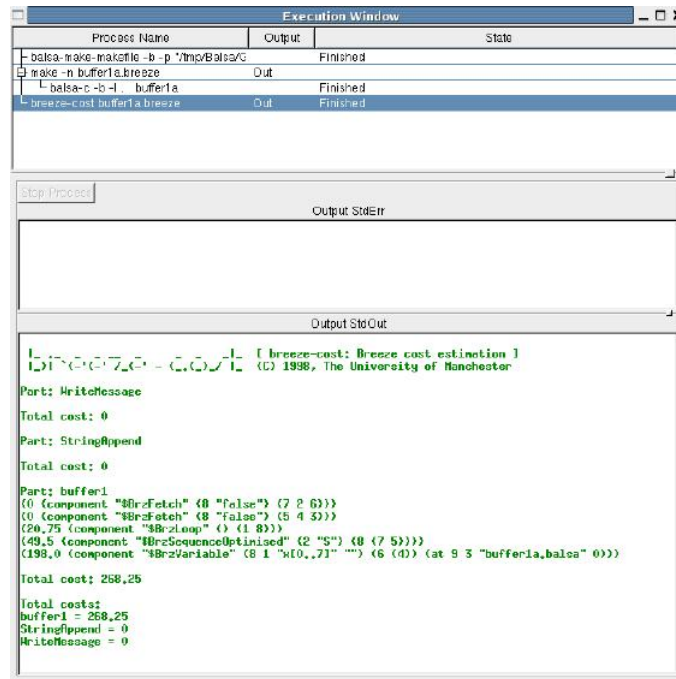 Execution Window
Process Name Output State
balsa-make-makefile -b -p "/tmp/Balsa/G Finished
make -n buffer1a.breeze Out
balsa-c -b -I . buffer1a Finished
breeze-cost buffer1a.breeze Out Finished
Stop Process
Output StdErr
Output StdOut
[ breeze-cost: Breeze cost estimation ]
(C) 1998, The University of Manchester
Part: WriteMessage
Total cost: 0
Part: StringAppend
Total cost: 0
Part: buffer1
(0 (component "$BrzFetch" (8 "false") (7 2 6)))
(0 (component "$BrzFetch" (8 "false") (5 4 3)))
(20.75 (component "$BrzLoop" () (1 8)))
(49.5 (component "$BrzSequenceOptimised" (2 "S") (8 (7 5))))
(198.0 (component "$BrzVariable" (8 1 "x[0..7]" "") (6 (4)) (at 9 3 "buffer1a.balsa" 0)))
Total cost: 268.25
Total costs:
buffer1 = 268.25
StringAppend = 0
WriteMessage = 0